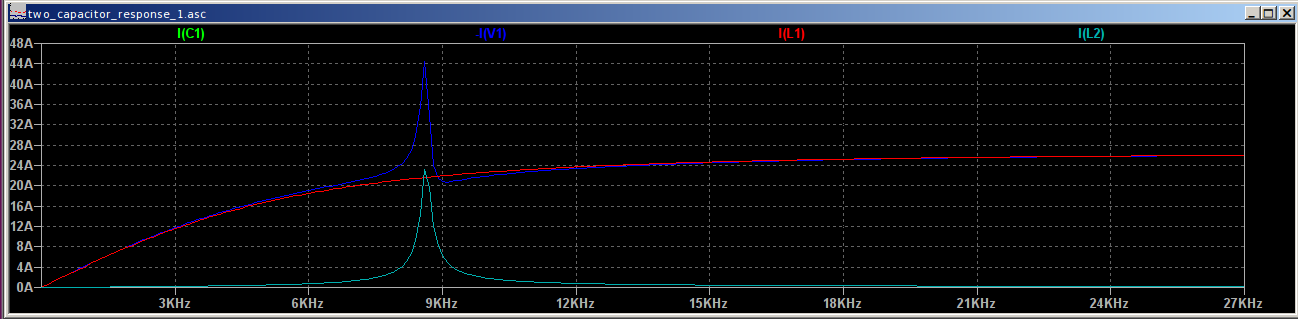 two_capacitor_response_1.asc
I(C1) -I(V1) I(L1) I(L2)
48A
44A
40A
36A
32A
28A
24A
20A
16A
12A
8A
4A
0A
3KHz 6KHz 9KHz 12KHz 15KHz 18KHz 21KHz 24KHz 27KHz